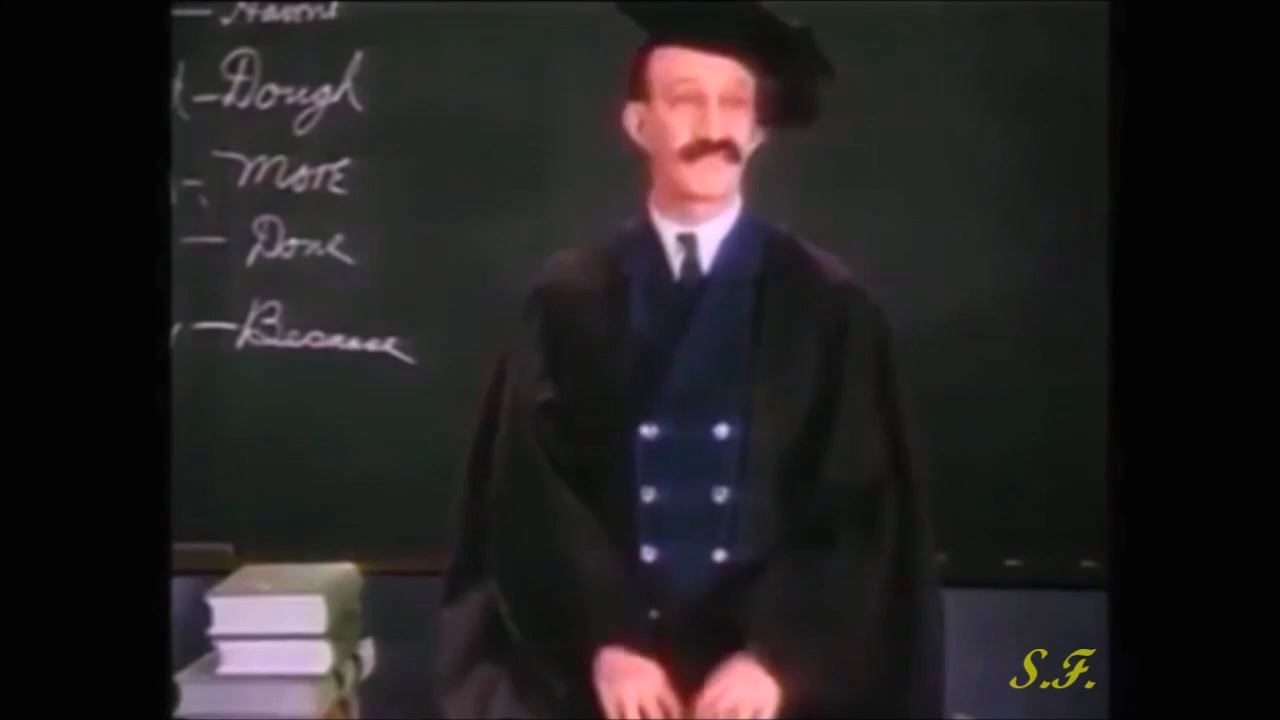 — 
– Dough
– More
— Done
– Because
S.F.